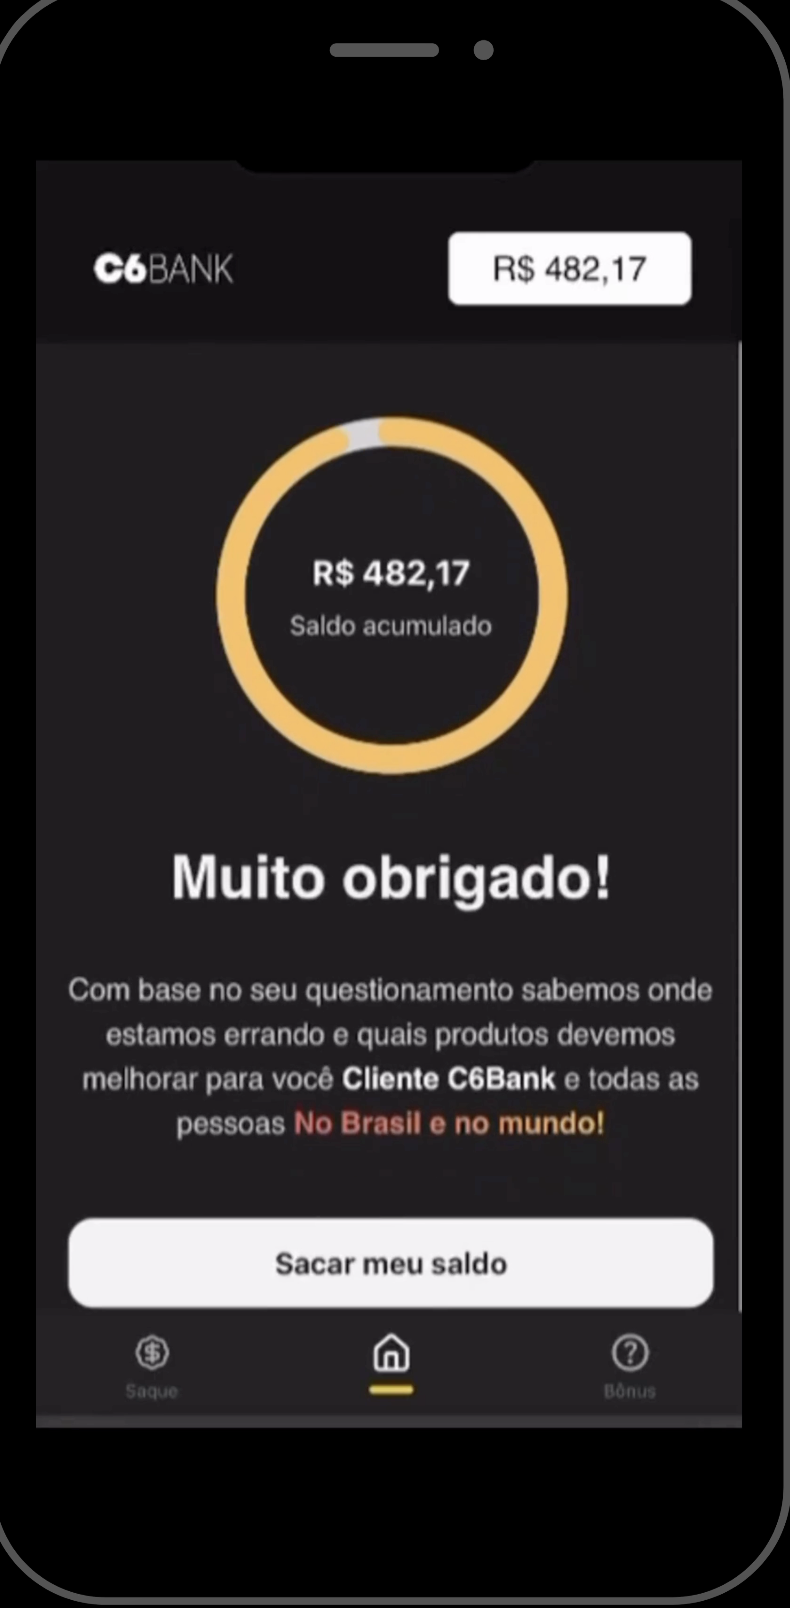 C6BANK
R$ 482,17
R$ 482,17
Saldo acumulado
Muito obrigado!
Com base no seu questionamento sabemos onde
estamos errando e quais produtos devemos
melhorar para você Cliente C6Bank e todas as
pessoas No Brasil e no mundo!
Sacar meu saldo
Saque
Bônus